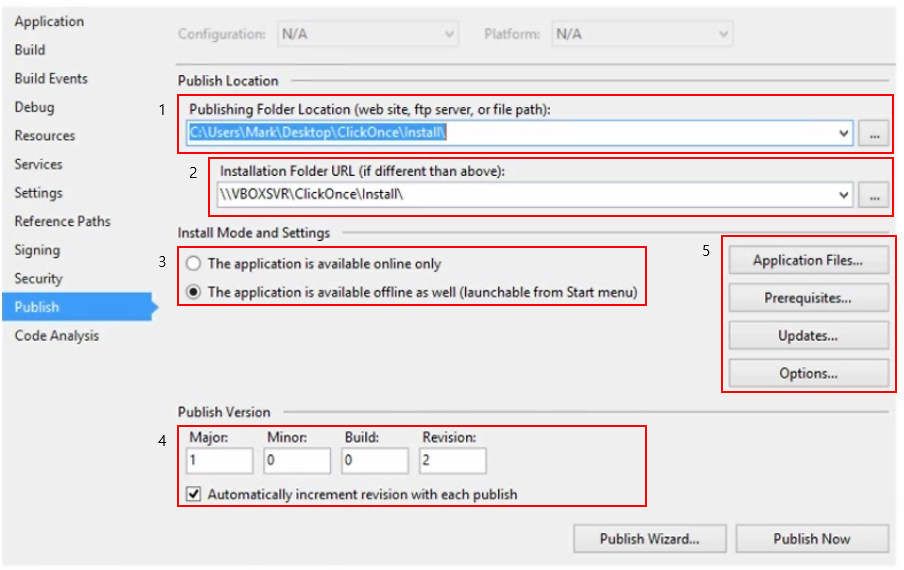 Application
Build
Build Events
Debug
Resources
Services
Settings
Reference Paths
Signing
Security
Publish
Code Analysis
Configuration: N/A Platform: N/A
Publish Location
1 Publishing Folder Location (web site, ftp server, or file path):
C:\Users\Mark\Desktop\ClickOnce\Install\ ...
2 Installation Folder URL (if different than above):
\\VBOXSVR\ClickOnce\Install\ ...
Install Mode and Settings
3 The application is available online only
The application is available offline as well (launchable from Start menu)
5 Application Files...
Prerequisites...
Updates...
Options...
Publish Version
4 Major: Minor: Build: Revision:
1 0 0 2
Automatically increment revision with each publish
Publish Wizard... Publish Now